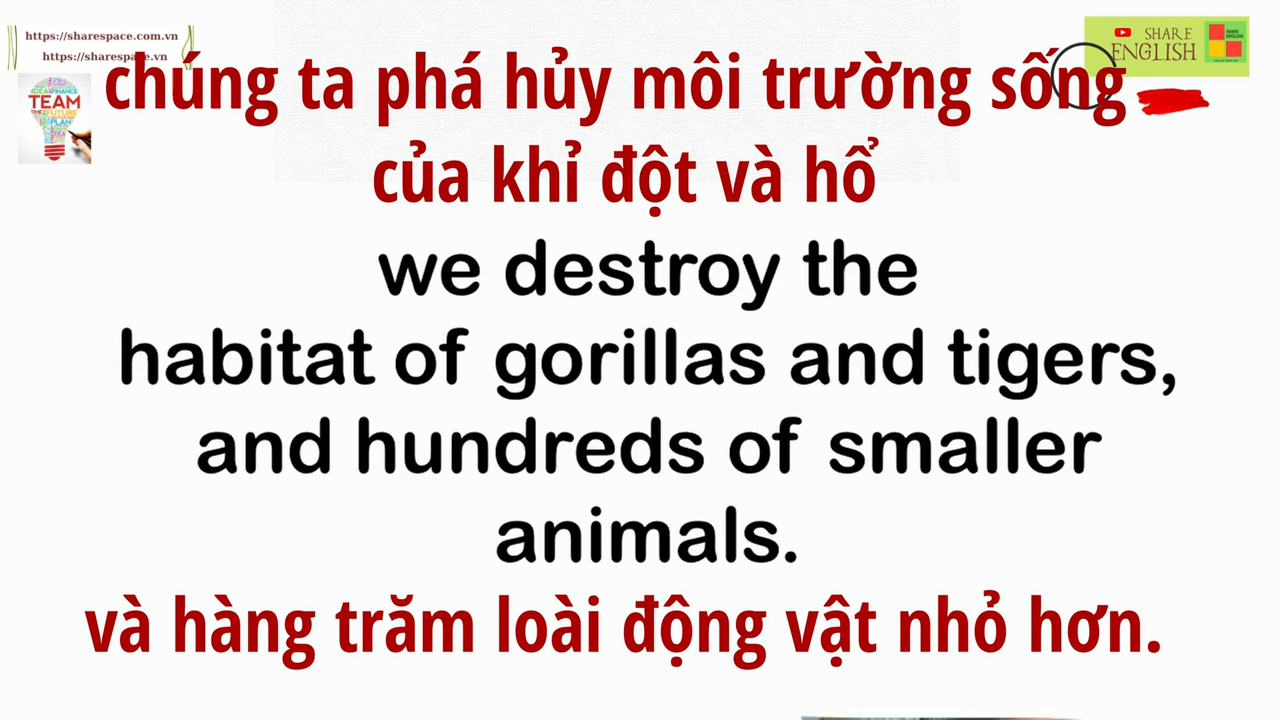 https://sharespace.com.vn
https://sharespace.vn
SHARE
ENGLISH
TEAM
PLAN
chúng ta phá hủy môi trường sống
của khỉ đột và hổ
we destroy the
habitat of gorillas and tigers,
and hundreds of smaller
animals.
và hàng trăm loài động vật nhỏ hơn.